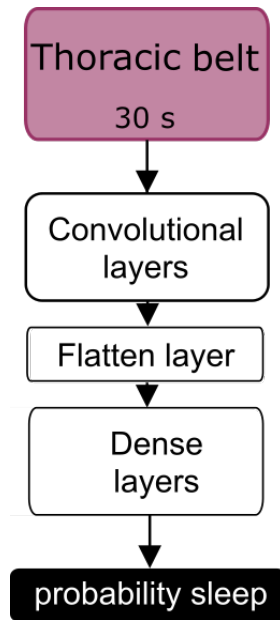 Thoracic belt
30 s
Convolutional
layers
Flatten layer
Dense
layers
probability sleep